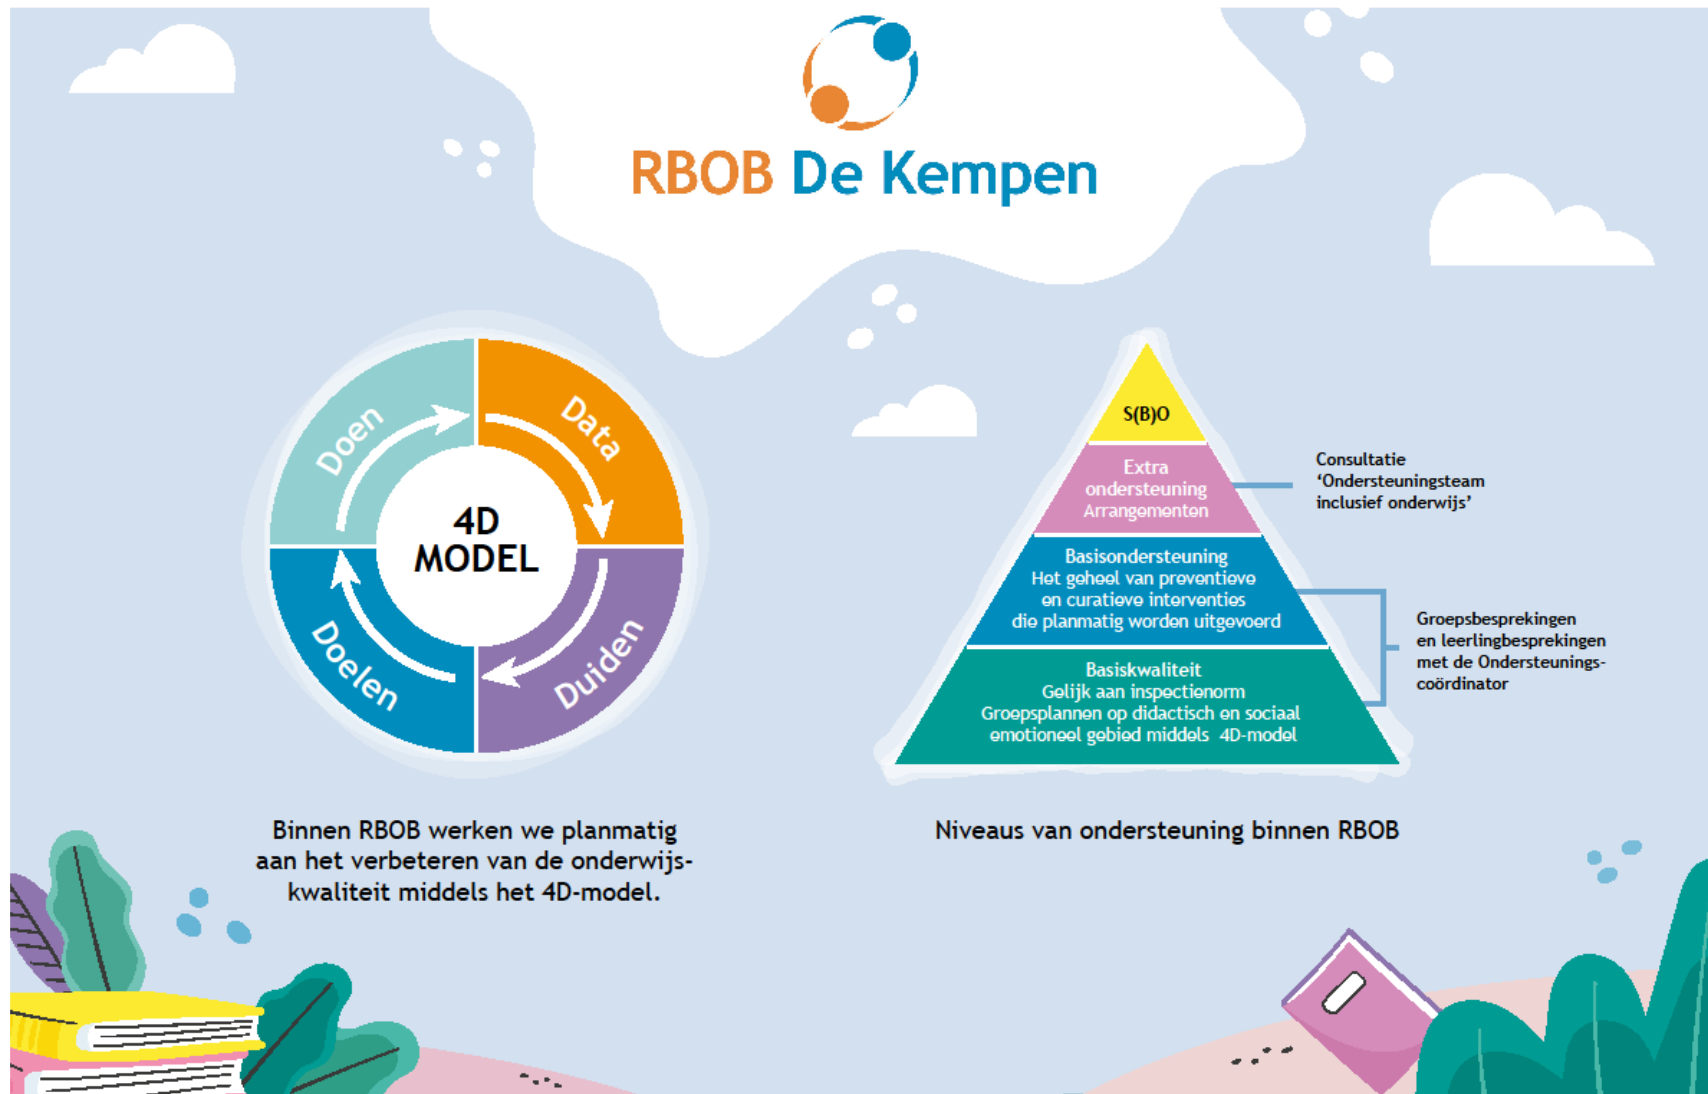 RBOB De Kempen
Doen
Data
4D
MODEL
Doelen
Duiden
Binnen RBOB werken we planmatig
aan het verbeteren van de onderwijs-
kwaliteit middels het 4D-model.
S(B)O
Extra
ondersteuning
Arrangementen
Consultatie
‘Ondersteuningsteam
inclusief onderwijs’
Basisondersteuning
Het geheel van preventieve
en curatieve interventies
die planmatig worden uitgevoerd
Basiskwaliteit
Gelijk aan inspectienorm
Groepsplannen op didactisch en sociaal
emotioneel gebied middels 4D-model
Groepsbesprekingen
en leerlingbesprekingen
met de Ondersteunings-
coördinator
Niveaus van ondersteuning binnen RBOB